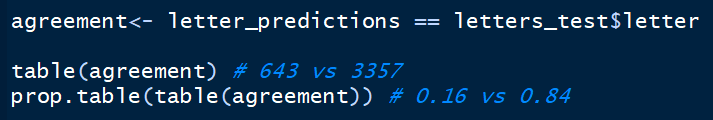 agreement<- letter_predictions == letters_test$letter
table(agreement) # 643 vs 3357
prop.table(table(agreement)) # 0.16 vs 0.84